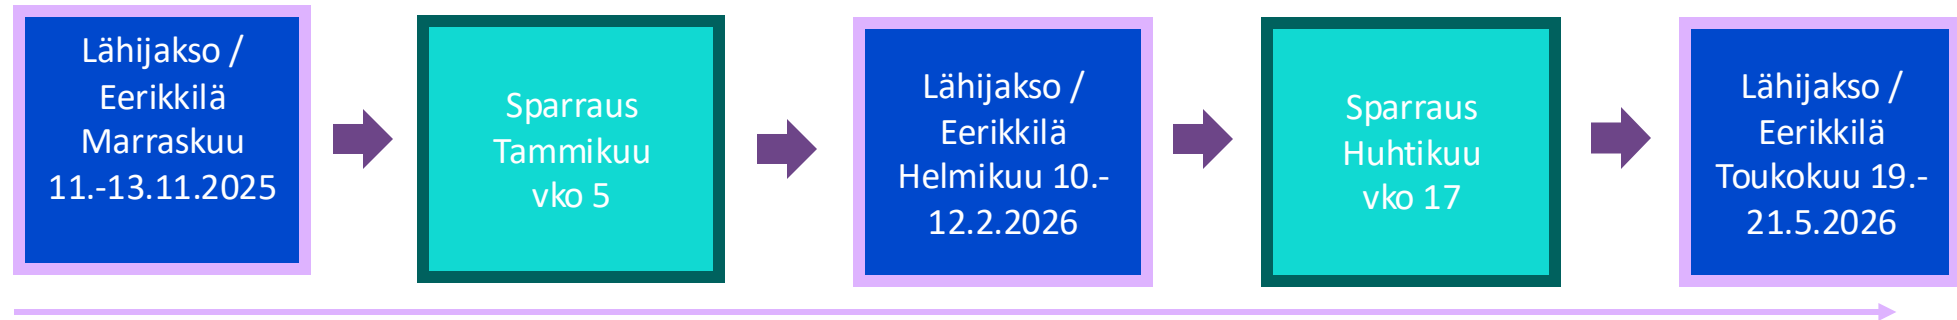 Lähijakso /
Eerikkilä
Marraskuu
11.-13.11.2025
Sparraus
Tammikuu
vko 5
Lähijakso /
Eerikkilä
Helmikuu 10.-
12.2.2026
Sparraus
Huhtikuu
vko 17
Lähijakso /
Eerikkilä
Toukokuu 19.-
21.5.2026